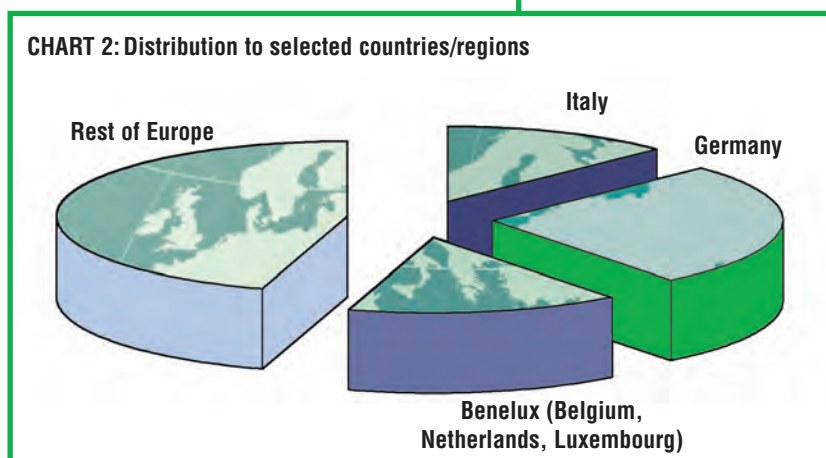 CHART 2: Distribution to selected countries/regions
Italy
Rest of Europe
Germany
Benelux (Belgium,
Netherlands, Luxembourg)